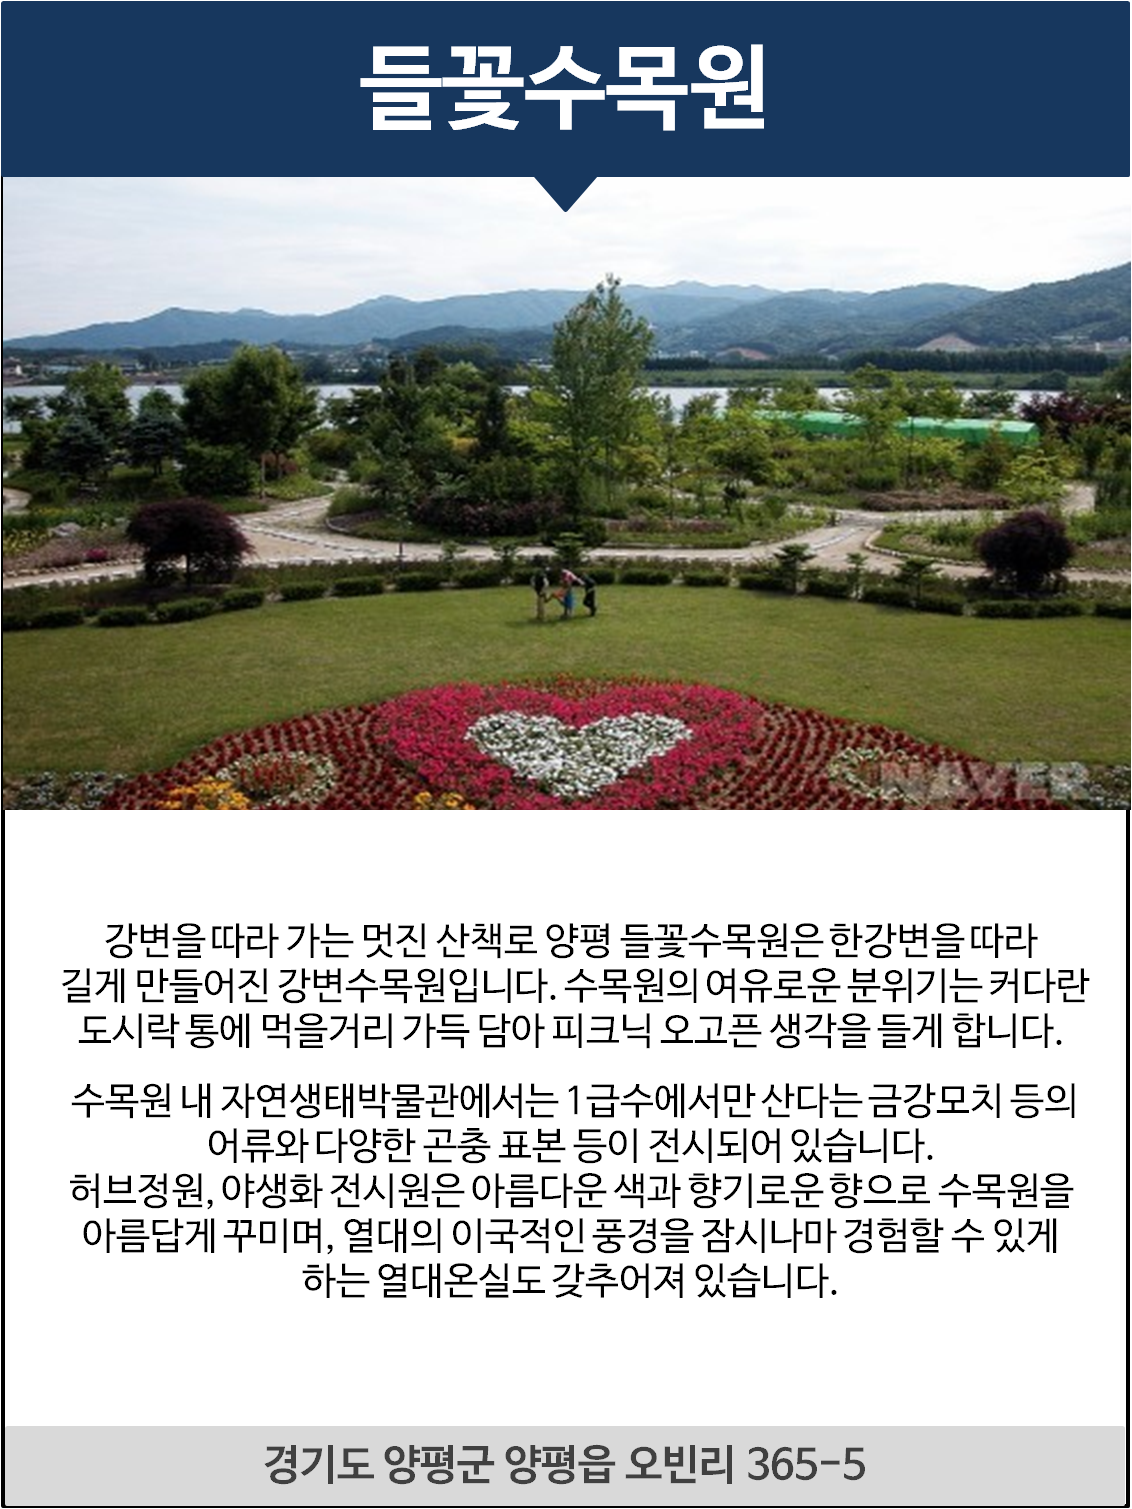 들꽃수목원
NAVER
강변을 따라 가는 멋진 산책로 양평 들꽃수목원은 한강변을 따라
길게 만들어진 강변수목원입니다. 수목원의 여유로운 분위기는 커다란
도시락 통에 먹을거리 가득 담아 피크닉 오고픈 생각을 들게 합니다.
수목원 내 자연생태박물관에서는 1급수에서만 산다는 금강모치 등의
어류와 다양한 곤충 표본 등이 전시되어 있습니다.
허브정원, 야생화 전시원은 아름다운 색과 향기로운 향으로 수목원을
아름답게 꾸미며, 열대의 이국적인 풍경을 잠시나마 경험할 수 있게
하는 열대온실도 갖추어져 있습니다.
경기도 양평군 양평읍 오빈리 365-5